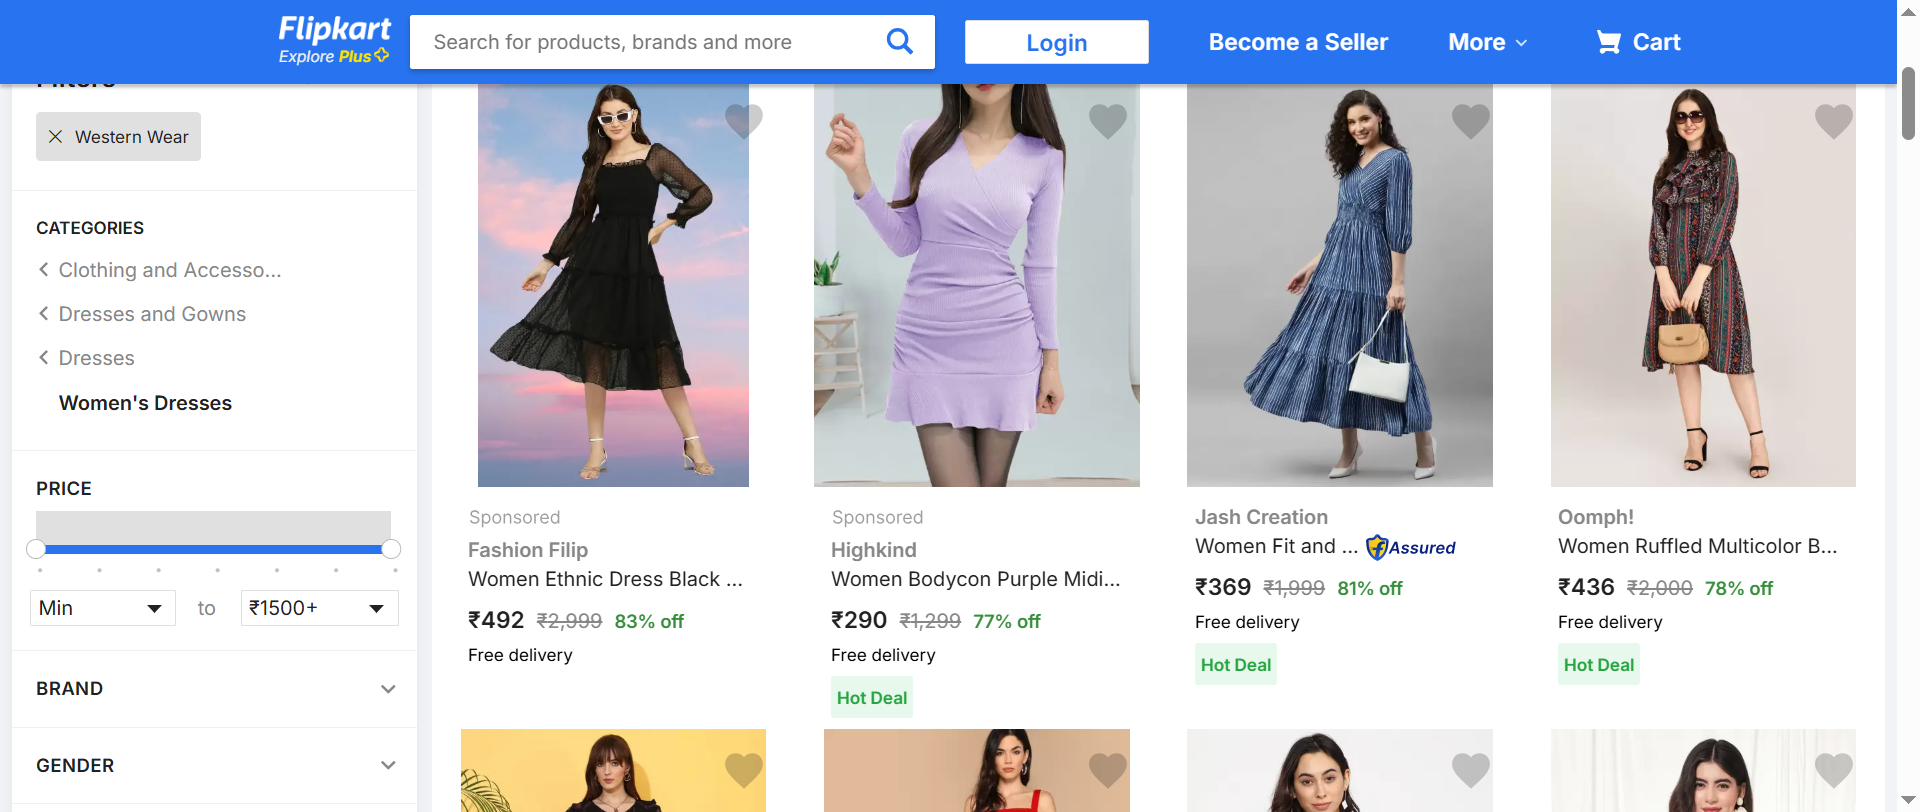 Flipkart
Explore Plus
Search for products, brands and more
Login
Become a Seller
More
Cart
Filters
Western Wear
CATEGORIES
Clothing and Accesso...
Dresses and Gowns
Dresses
Women's Dresses
PRICE
Min
to
₹1500+
BRAND
GENDER
Sponsored
Fashion Filip
Women Ethnic Dress Black ...
₹492 ₹2,999 83% off
Free delivery
Sponsored
Highkind
Women Bodycon Purple Midi...
₹290 ₹1,299 77% off
Free delivery
Hot Deal
Jash Creation
Women Fit and ... Assured
₹369 ₹1,999 81% off
Free delivery
Hot Deal
Oomph!
Women Ruffled Multicolor B...
₹436 ₹2,000 78% off
Free delivery
Hot Deal